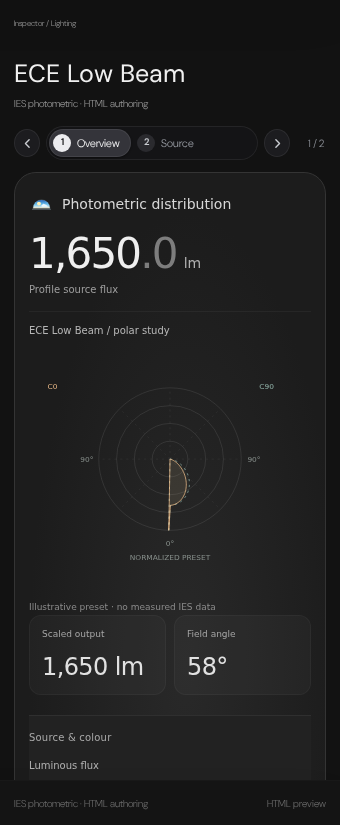 Inspector / Lighting
ECE Low Beam
IES photometric · HTML authoring
1 Overview 2 Source 1 / 2
Photometric distribution
1,650.0 lm
Profile source flux
ECE Low Beam / polar study
C0 C90
90° 90°
0°
NORMALIZED PRESET
Illustrative preset · no measured IES data
Scaled output Field angle
1,650 lm 58°
Source & colour
Luminous flux
IES photometric · HTML authoring HTML preview